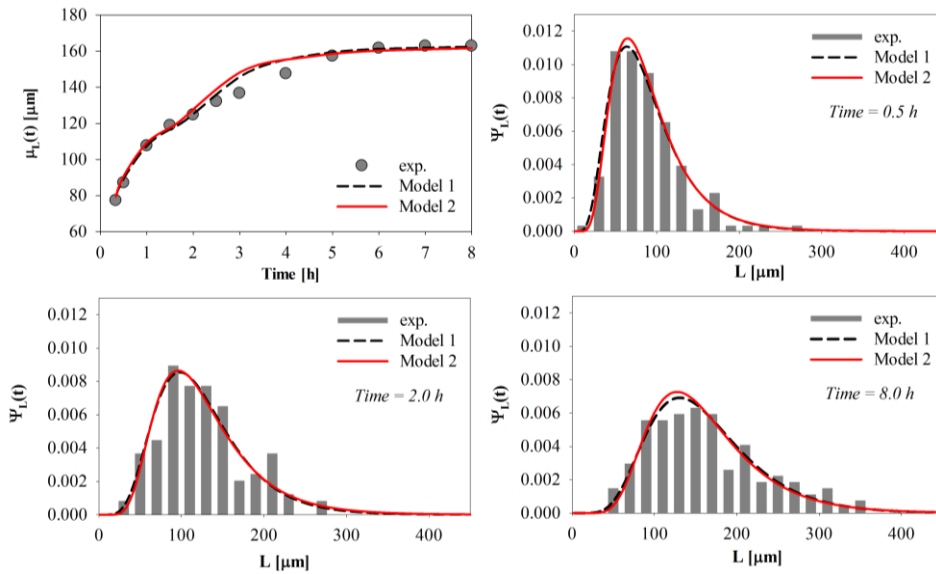 180
160
140
120
100
80
60
μL(t) [μm]
exp.
Model 1
Model 2
0 1 2 3 4 5 6 7 8
Time [h]
0.012
0.010
0.008
0.006
0.004
0.002
0.000
ΨL(t)
exp.
Model 1
Model 2
Time = 0.5 h
0 100 200 300 400
L [μm]
0.012
0.010
0.008
0.006
0.004
0.002
0.000
ΨL(t)
exp.
Model 1
Model 2
Time = 2.0 h
0 100 200 300 400
L [μm]
0.012
0.010
0.008
0.006
0.004
0.002
0.000
ΨL(t)
exp.
Model 1
Model 2
Time = 8.0 h
0 100 200 300 400
L [μm]